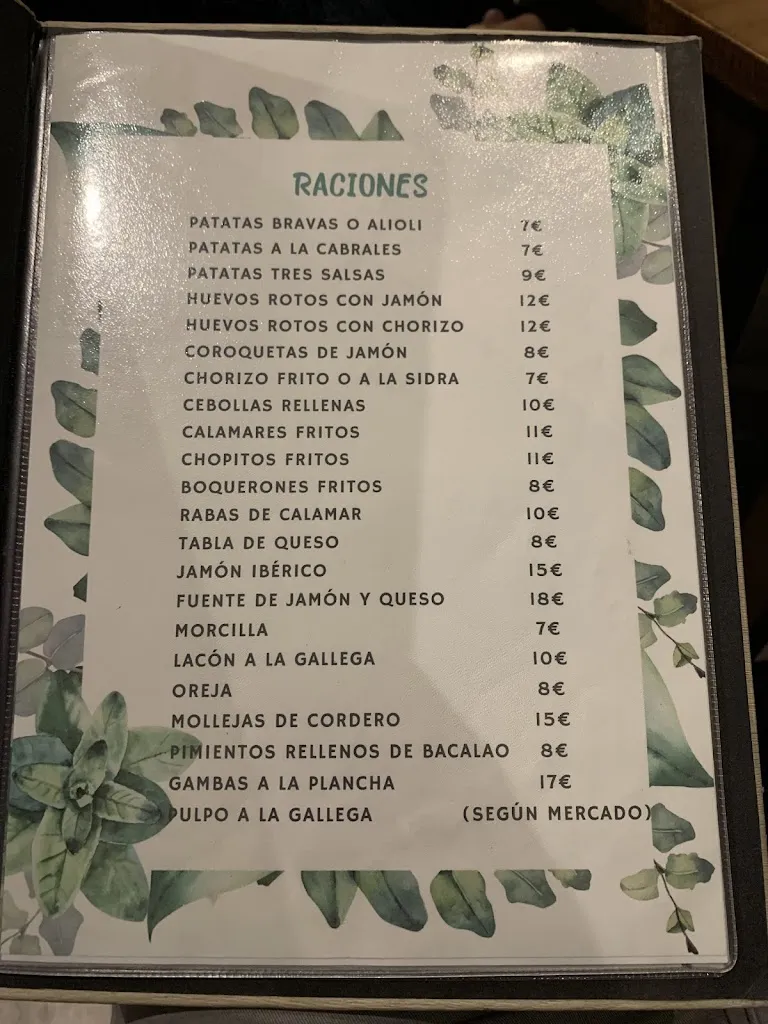 RACIONES
PATATAS BRAVAS O ALIOLI 7€
PATATAS A LA CABRALES 7€
PATATAS TRES SALSAS 9€
HUEVOS ROTOS CON JAMÓN 12€
HUEVOS ROTOS CON CHORIZO 12€
COROQUETAS DE JAMÓN 8€
CHORIZO FRITO O A LA SIDRA 7€
CEBOLLAS RELLENAS 10€
CALAMARES FRITOS 11€
CHOPITOS FRITOS 11€
BOQUERONES FRITOS 8€
RABAS DE CALAMAR 10€
TABLA DE QUESO 8€
JAMÓN IBÉRICO 15€
FUENTE DE JAMÓN Y QUESO 18€
MORCILLA 7€
LACÓN A LA GALLEGA 10€
OREJA 8€
MOLLEJAS DE CORDERO 15€
PIMIENTOS RELLENOS DE BACALAO 8€
GAMBAS A LA PLANCHA 17€
PULPO A LA GALLEGA (SEGÚN MERCADO)